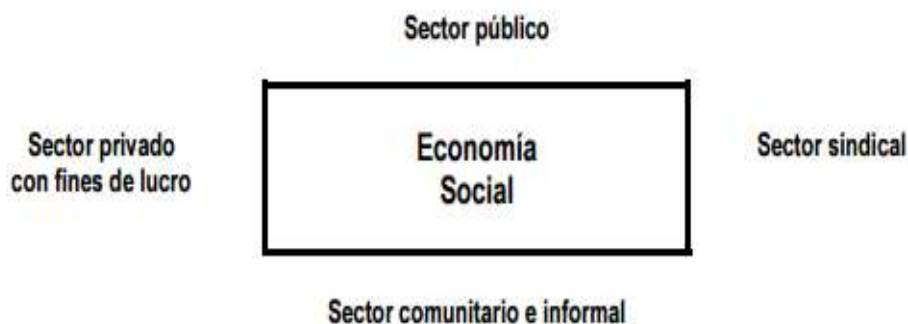 Sector público
Sector privado
con fines de lucro
Economía
Social
Sector sindical
Sector comunitario e informal